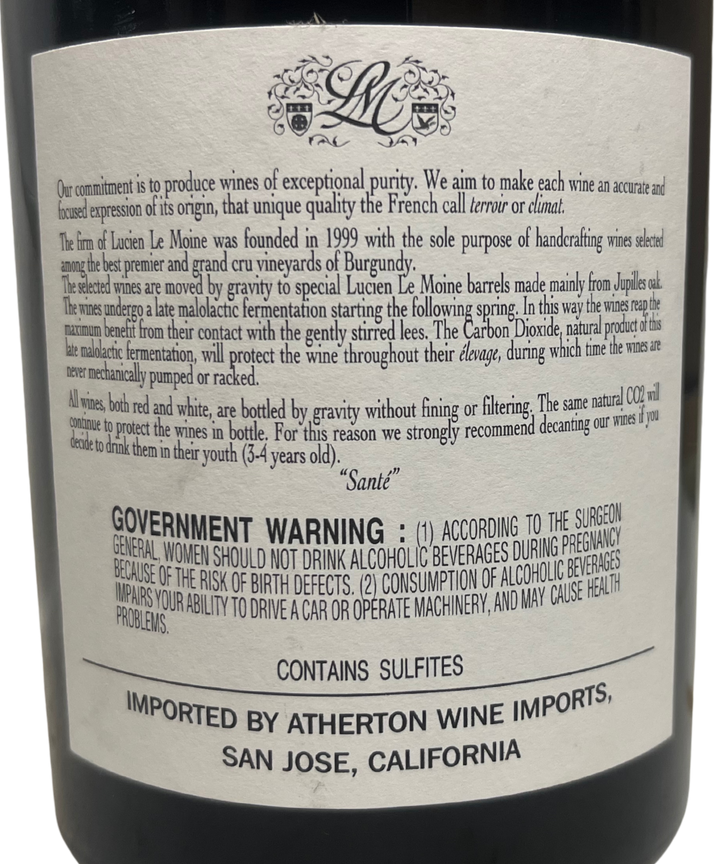 LM
Our commitment is to produce wines of exceptional purity. We aim to make each wine an accurate and
focused expression of its origin, that unique quality the French call terroir or climat.
The firm of Lucien Le Moine was founded in 1999 with the sole purpose of handcrafting wines selected
among the best premier and grand cru vineyards of Burgundy.
The selected wines are moved by gravity to special Lucien Le Moine barrels made mainly from Jupilles oak.
The wines undergo a late malolactic fermentation starting the following spring. In this way the wines reap the
maximum benefit from their contact with the gently stirred lees. The Carbon Dioxide, natural product of this
late malolactic fermentation, will protect the wine throughout their élevage, during which time the wines are
never mechanically pumped or racked.
All wines, both red and white, are bottled by gravity without fining or filtering. The same natural CO2 will
continue to protect the wines in bottle. For this reason we strongly recommend decanting our wines if you
decide to drink them in their youth (3-4 years old).
“Santé”
GOVERNMENT WARNING : (1) ACCORDING TO THE SURGEON
GENERAL, WOMEN SHOULD NOT DRINK ALCOHOLIC BEVERAGES DURING PREGNANCY
BECAUSE OF THE RISK OF BIRTH DEFECTS. (2) CONSUMPTION OF ALCOHOLIC BEVERAGES
IMPAIRS YOUR ABILITY TO DRIVE A CAR OR OPERATE MACHINERY, AND MAY CAUSE HEALTH
PROBLEMS.
CONTAINS SULFITES
IMPORTED BY ATHERTON WINE IMPORTS,
SAN JOSE, CALIFORNIA